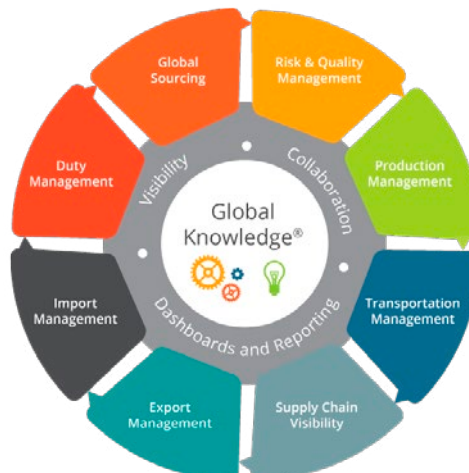 Global
Sourcing
Risk & Quality
Management
Production
Management
Transportation
Management
Supply Chain
Visibility
Export
Management
Import
Management
Duty
Management
Visibility
Collaboration
Dashboards and Reporting
Global
Knowledge®